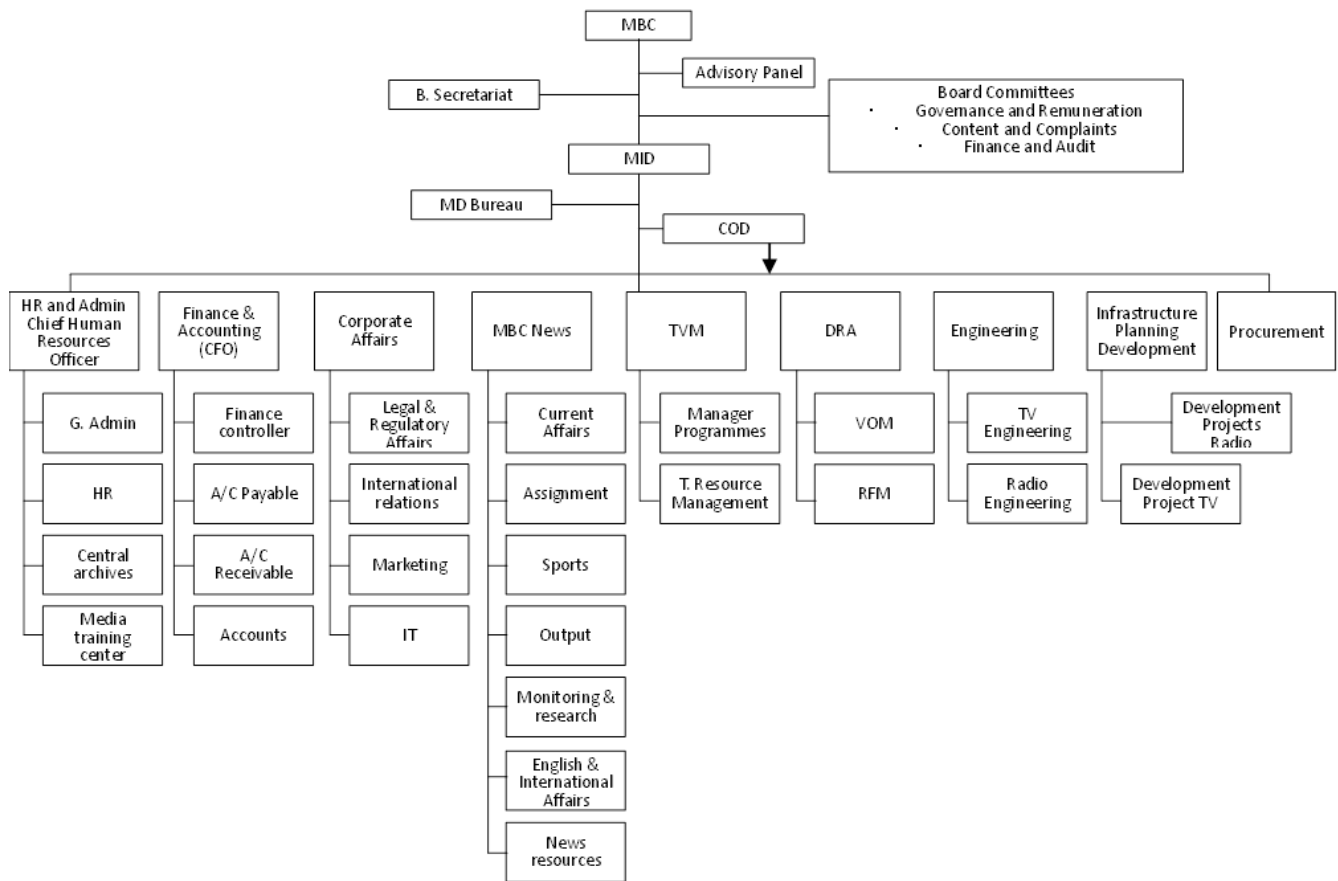 MBC
Advisory Panel
B. Secretariat
Board Committees
· Governance and Remuneration
· Content and Complaints
· Finance and Audit
MID
MD Bureau
COD
HR and Admin
Chief Human
Resources
Officer
Finance &
Accounting
(CFO)
Corporate
Affairs
MBC News
TVM
DRA
Engineering
Infrastructure
Planning
Development
Procurement
G. Admin
HR
Central
archives
Media
training
center
Finance
controller
A/C Payable
A/C
Receivable
Accounts
Legal &
Regulatory
Affairs
International
relations
Marketing
IT
Current
Affairs
Assignment
Sports
Output
Monitoring &
research
English &
International
Affairs
News
resources
Manager
Programmes
T. Resource
Management
VOM
RFM
TV
Engineering
Radio
Engineering
Development
Projects
Radio
Development
Project TV